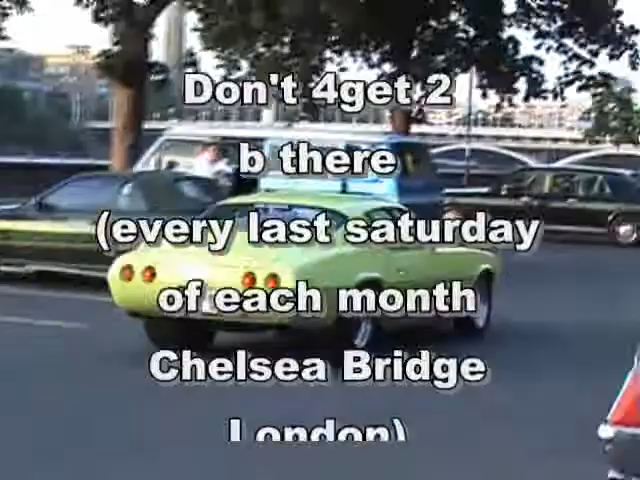 Don't 4get 2
b there
(every last saturday
of each month
Chelsea Bridge
London)